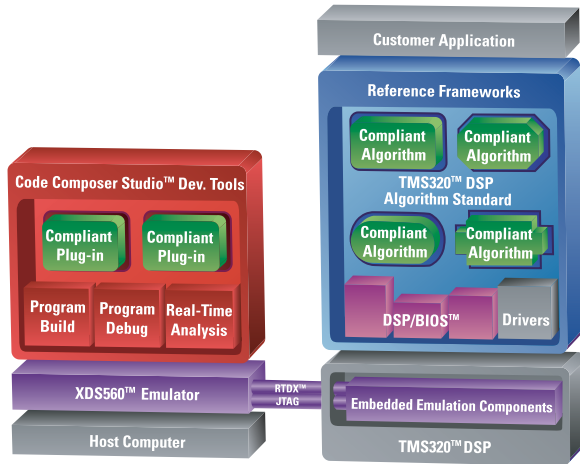 Customer Application
Reference Frameworks
Compliant
Algorithm
Compliant
Algorithm
TMS320™ DSP
Algorithm Standard
Compliant
Algorithm
Compliant
Algorithm
DSP/BIOS™
Drivers
Code Composer Studio™ Dev. Tools
Compliant
Plug-in
Compliant
Plug-in
Program
Build
Program
Debug
Real-Time
Analysis
XDS560™ Emulator
RTDX™
JTAG
Embedded Emulation Components
Host Computer
TMS320™ DSP